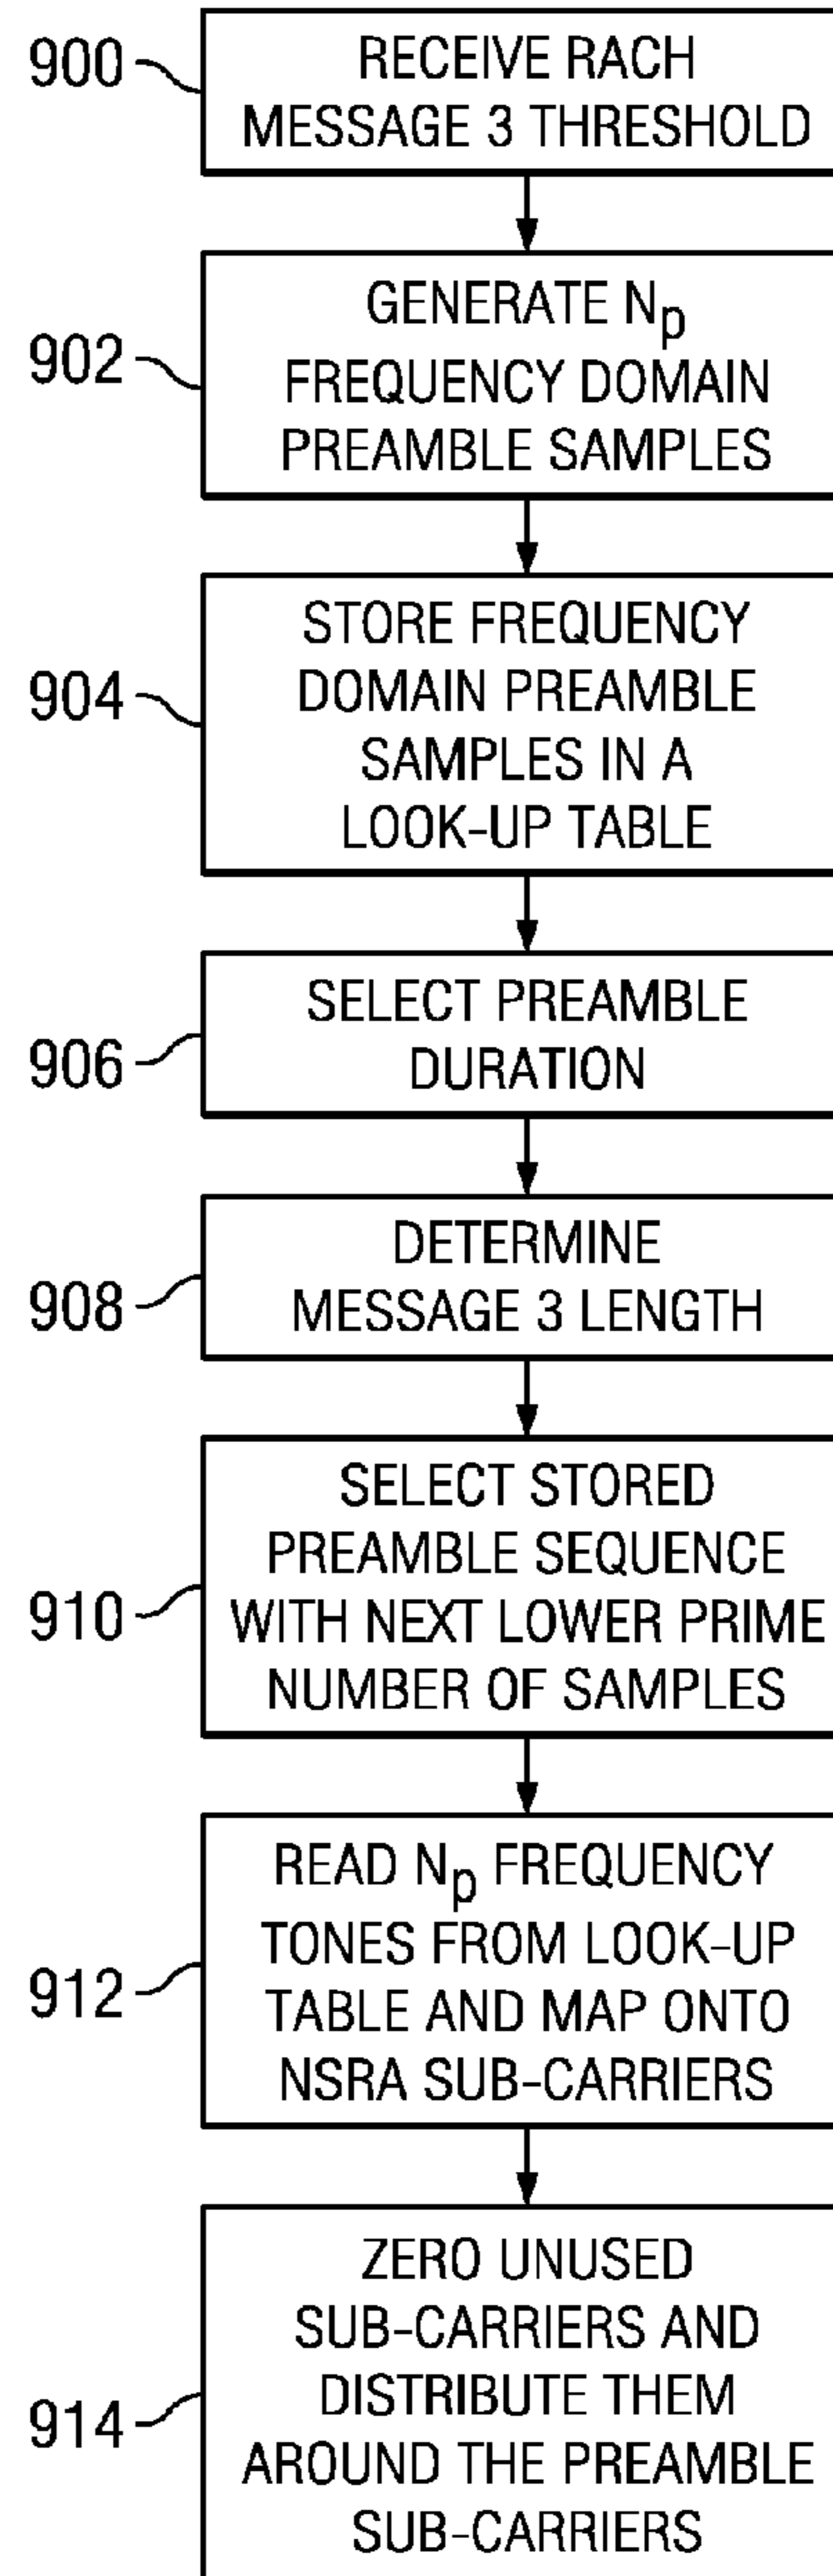 900
RECEIVE RACH
MESSAGE 3 THRESHOLD
902
GENERATE Np
FREQUENCY DOMAIN
PREAMBLE SAMPLES
904
STORE FREQUENCY
DOMAIN PREAMBLE
SAMPLES IN A
LOOK-UP TABLE
906
SELECT PREAMBLE
DURATION
908
DETERMINE
MESSAGE 3 LENGTH
910
SELECT STORED
PREAMBLE SEQUENCE
WITH NEXT LOWER PRIME
NUMBER OF SAMPLES
912
READ Np FREQUENCY
TONES FROM LOOK-UP
TABLE AND MAP ONTO
NSRA SUB-CARRIERS
914
ZERO UNUSED
SUB-CARRIERS AND
DISTRIBUTE THEM
AROUND THE PREAMBLE
SUB-CARRIERS